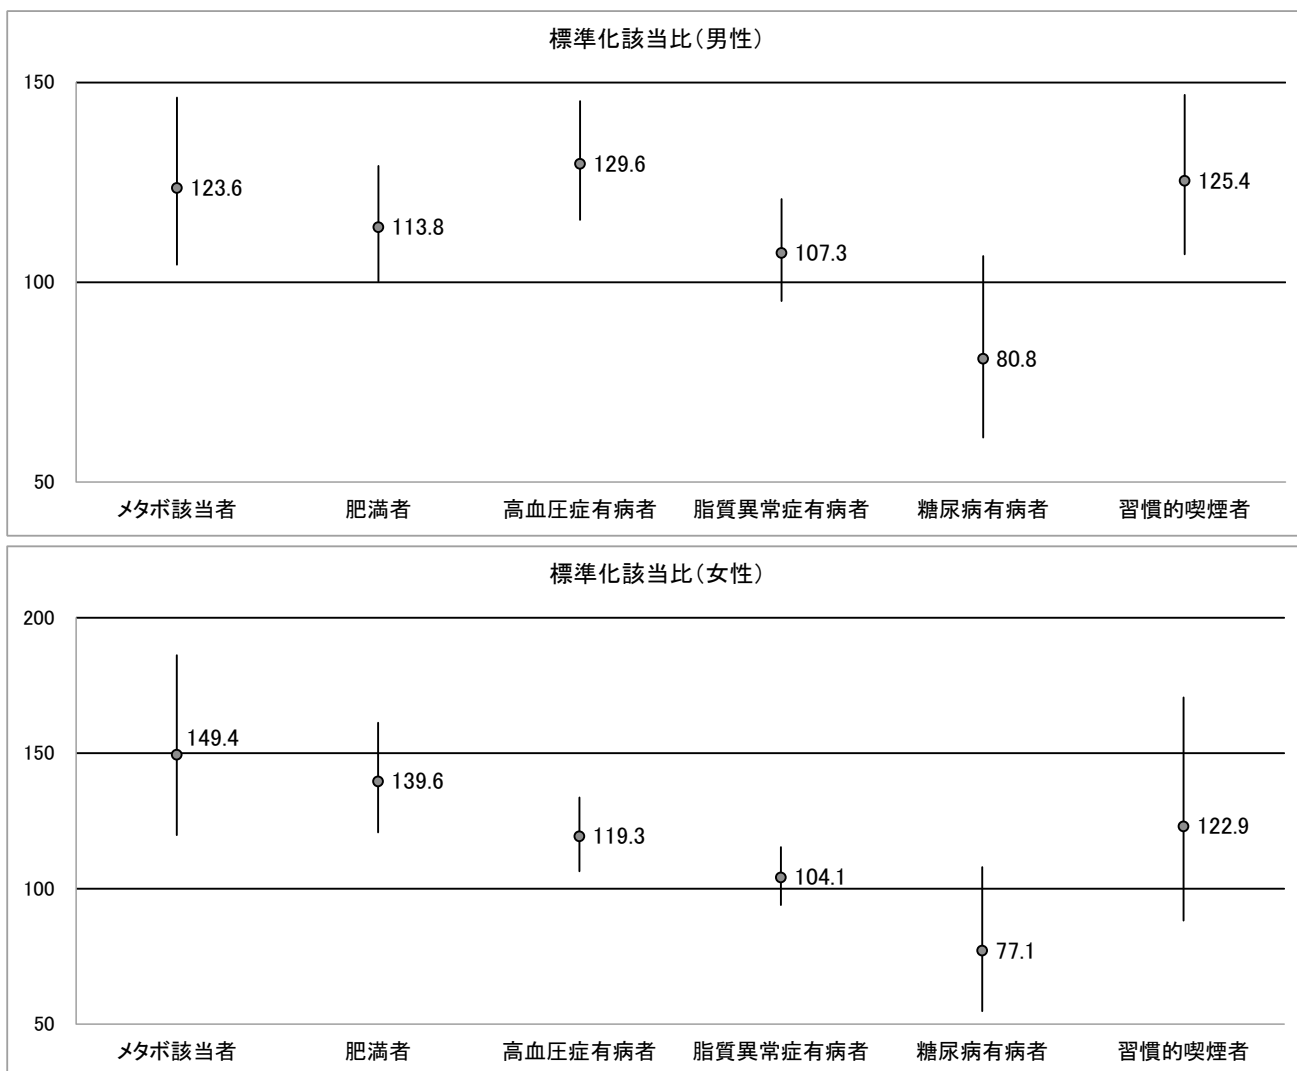 標準化該当比（男性）
150
123.6
113.8
129.6
107.3
125.4
100
80.8
50
メタボ該当者
肥満者
高血圧症有病者
脂質異常症有病者
糖尿病有病者
習慣的喫煙者
標準化該当比（女性）
200
150
149.4
139.6
119.3
104.1
122.9
100
77.1
50
メタボ該当者
肥満者
高血圧症有病者
脂質異常症有病者
糖尿病有病者
習慣的喫煙者